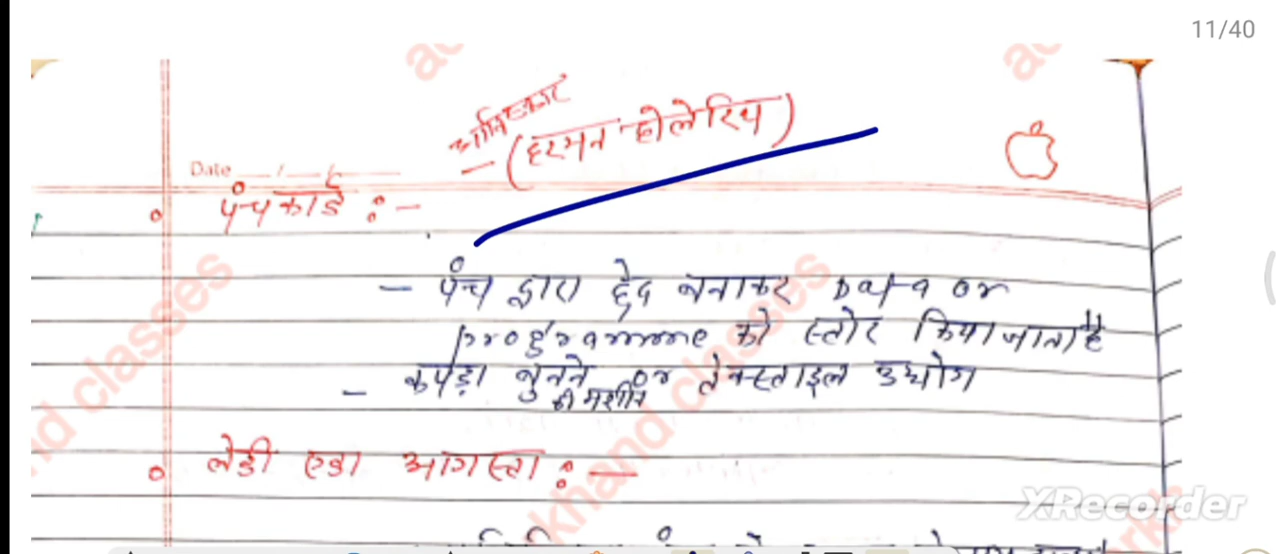 11/40
आविष्कार
- (हरमन होलेरिथ)
Date
पंचकार्ड :-
- पंच द्वारा छेद बनाकर Data or
programme को स्टोर किया जाता है
- कपड़ा बुनने or टेक्सटाइल उद्योग
की मशीन
लेडी एडा आगस्ता :-
XRecorder